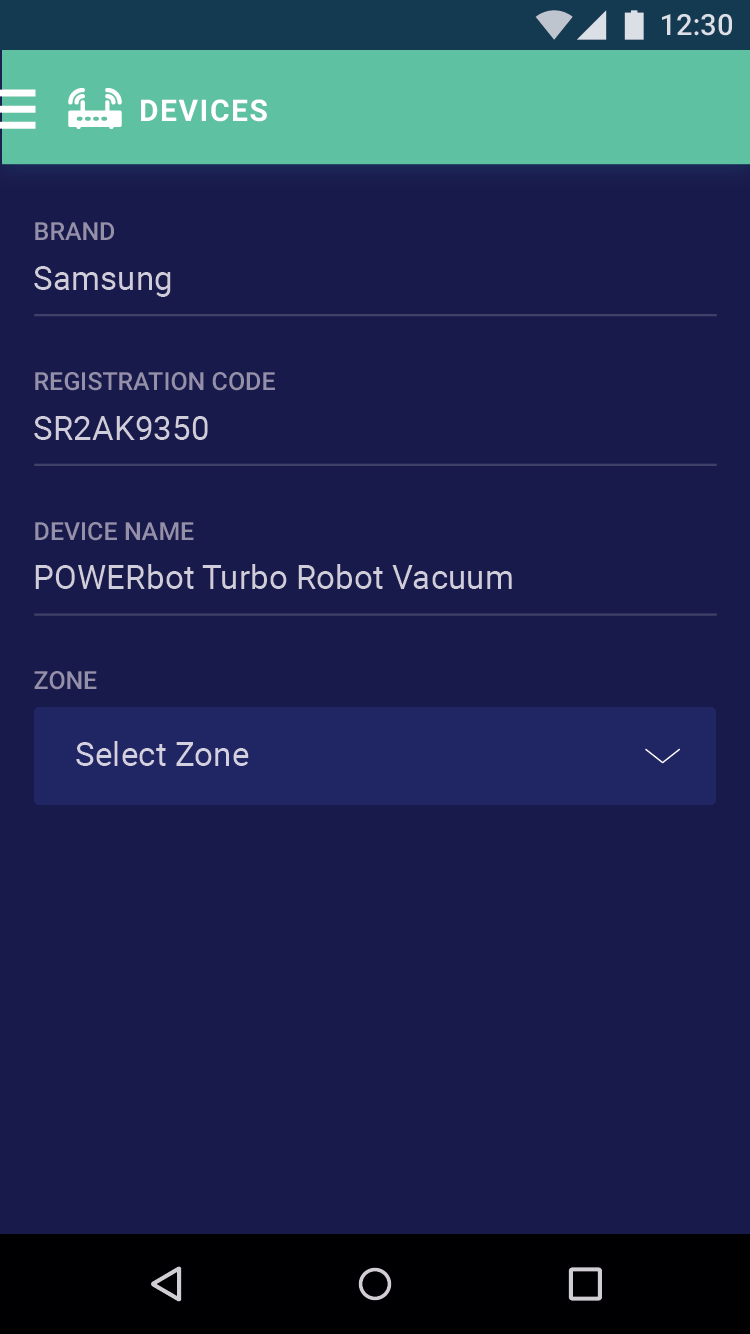 12:30
DEVICES
BRAND
Samsung
REGISTRATION CODE
SR2AK9350
DEVICE NAME
POWERbot Turbo Robot Vacuum
ZONE
Select Zone